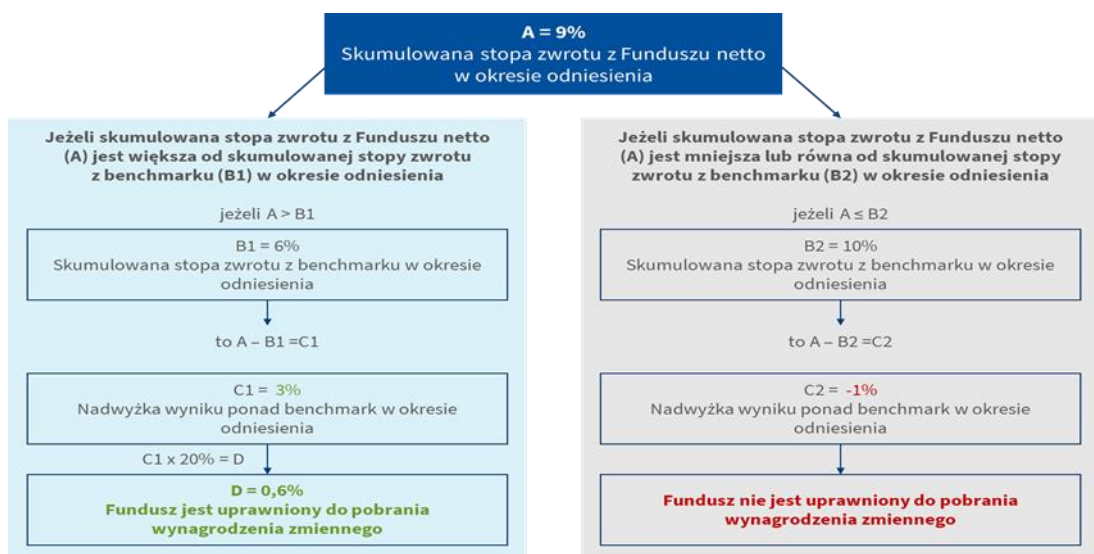 A = 9%
Skumulowana stopa zwrotu z Funduszu netto
w okresie odniesienia
Jeżeli skumulowana stopa zwrotu z Funduszu netto
(A) jest większa od skumulowanej stopy zwrotu
z benchmarku (B1) w okresie odniesienia
jeżeli A > B1
B1 = 6%
Skumulowana stopa zwrotu z benchmarku w okresie
odniesienia
to A – B1 =C1
C1 = 3%
Nadwyżka wyniku ponad benchmark w okresie
odniesienia
C1 x 20% = D
D = 0,6%
Fundusz jest uprawniony do pobrania
wynagrodzenia zmiennego
Jeżeli skumulowana stopa zwrotu z Funduszu netto
(A) jest mniejsza lub równa od skumulowanej stopy
zwrotu z benchmarku (B2) w okresie odniesienia
jeżeli A ≤ B2
B2 = 10%
Skumulowana stopa zwrotu z benchmarku w okresie
odniesienia
to A – B2 =C2
C2 = -1%
Nadwyżka wyniku ponad benchmark w okresie
odniesienia
Fundusz nie jest uprawniony do pobrania
wynagrodzenia zmiennego